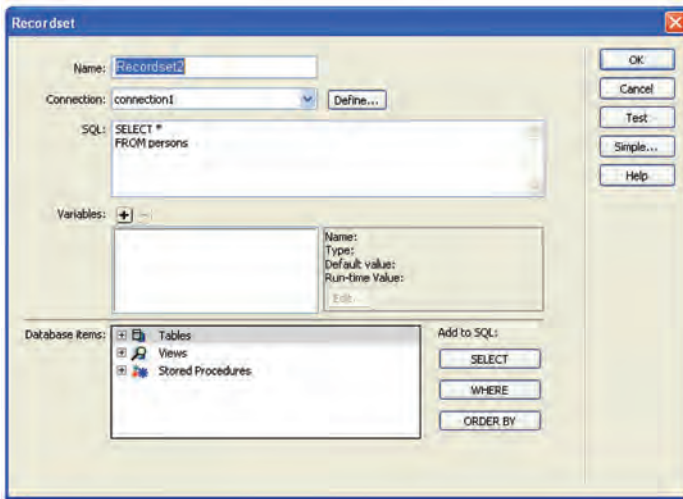 Recordset
Name: Recordset2
OK
Connection: connection1 Define...
Cancel
SQL: SELECT *
FROM persons
Test
Simple...
Help
Variables:
Name:
Type:
Default value:
Run-time Value:
Edit...
Database items:
Tables
Views
Stored Procedures
Add to SQL:
SELECT
WHERE
ORDER BY